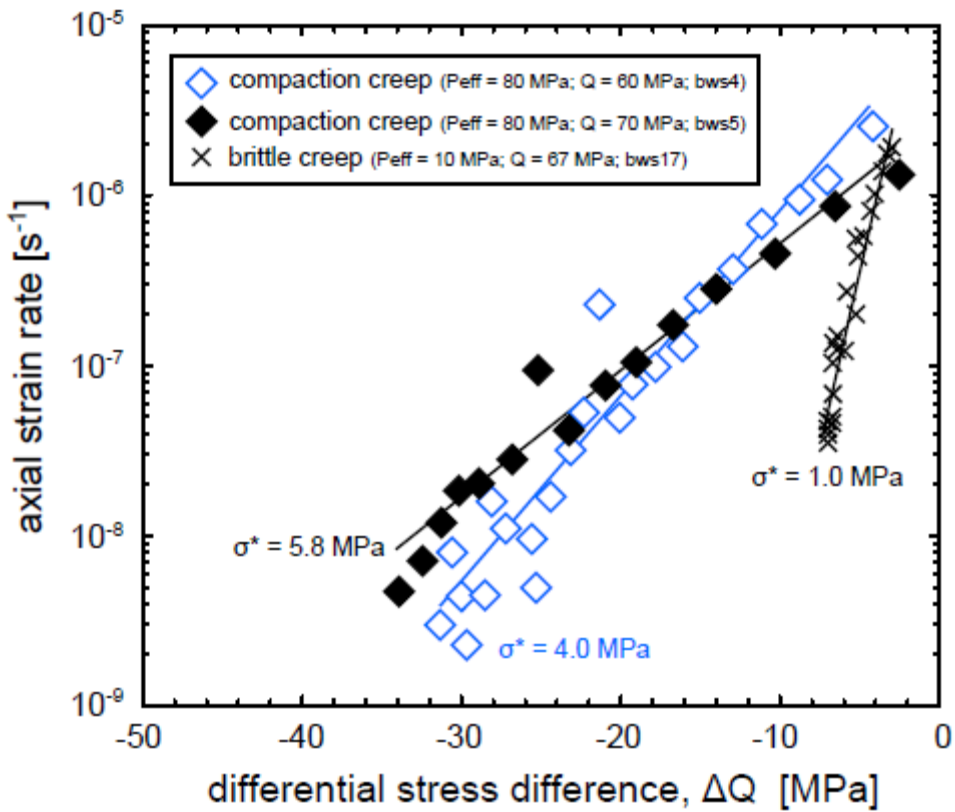 10-5
compaction creep (Peff = 80 MPa; Q = 60 MPa; bws4)
compaction creep (Peff = 80 MPa; Q = 70 MPa; bws5)
brittle creep (Peff = 10 MPa; Q = 67 MPa; bws17)
10-6
axial strain rate [s-1]
10-7
σ* = 1.0 MPa
10-8
σ* = 5.8 MPa
σ* = 4.0 MPa
10-9
-50 -40 -30 -20 -10 0
differential stress difference, ΔQ [MPa]